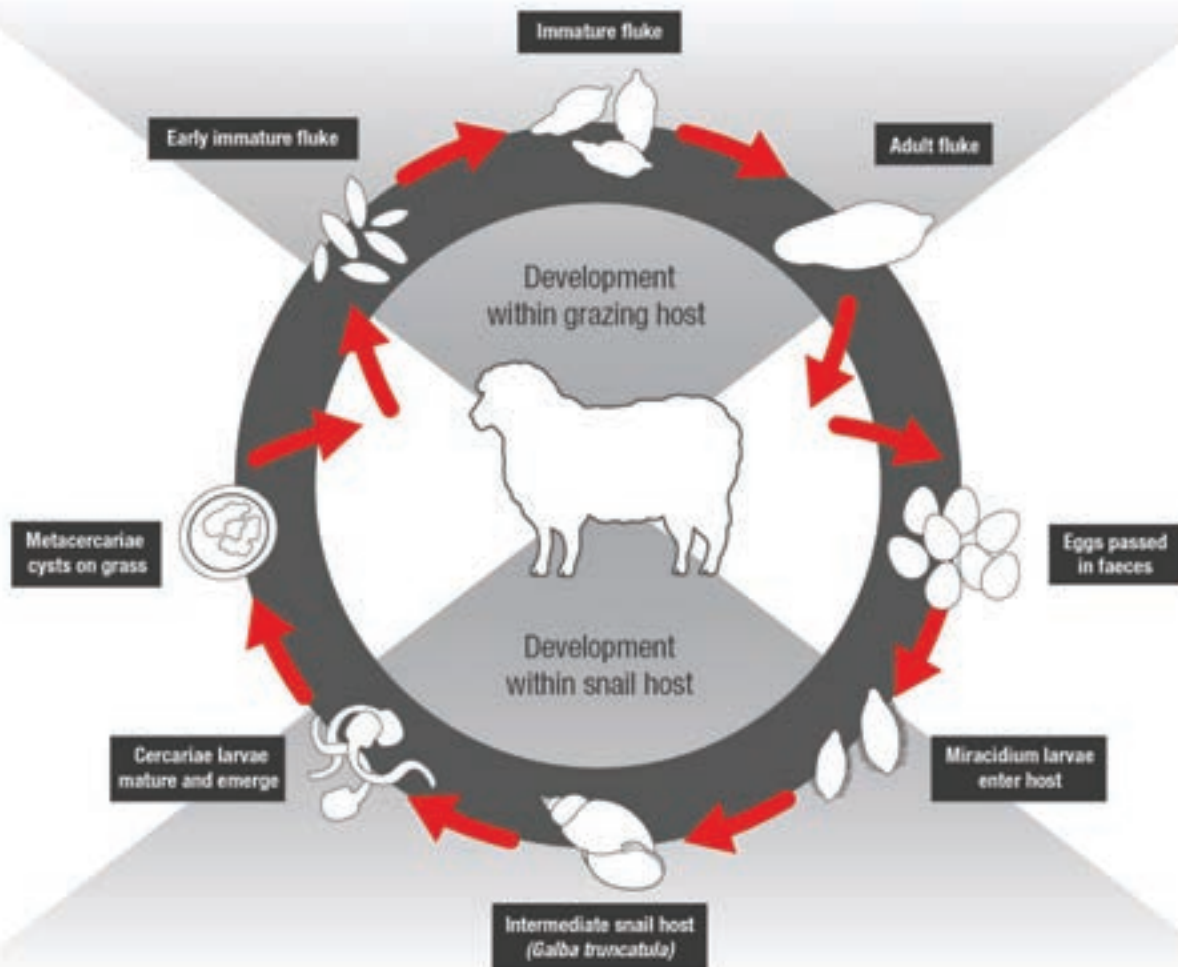 Immature fluke
Early immature fluke
Adult fluke
Development
within grazing host
Metacercariae
cysts on grass
Eggs passed
in faeces
Development
within snail host
Cercariae larvae
mature and emerge
Miracidium larvae
enter host
Intermediate snail host
(Galba truncatula)